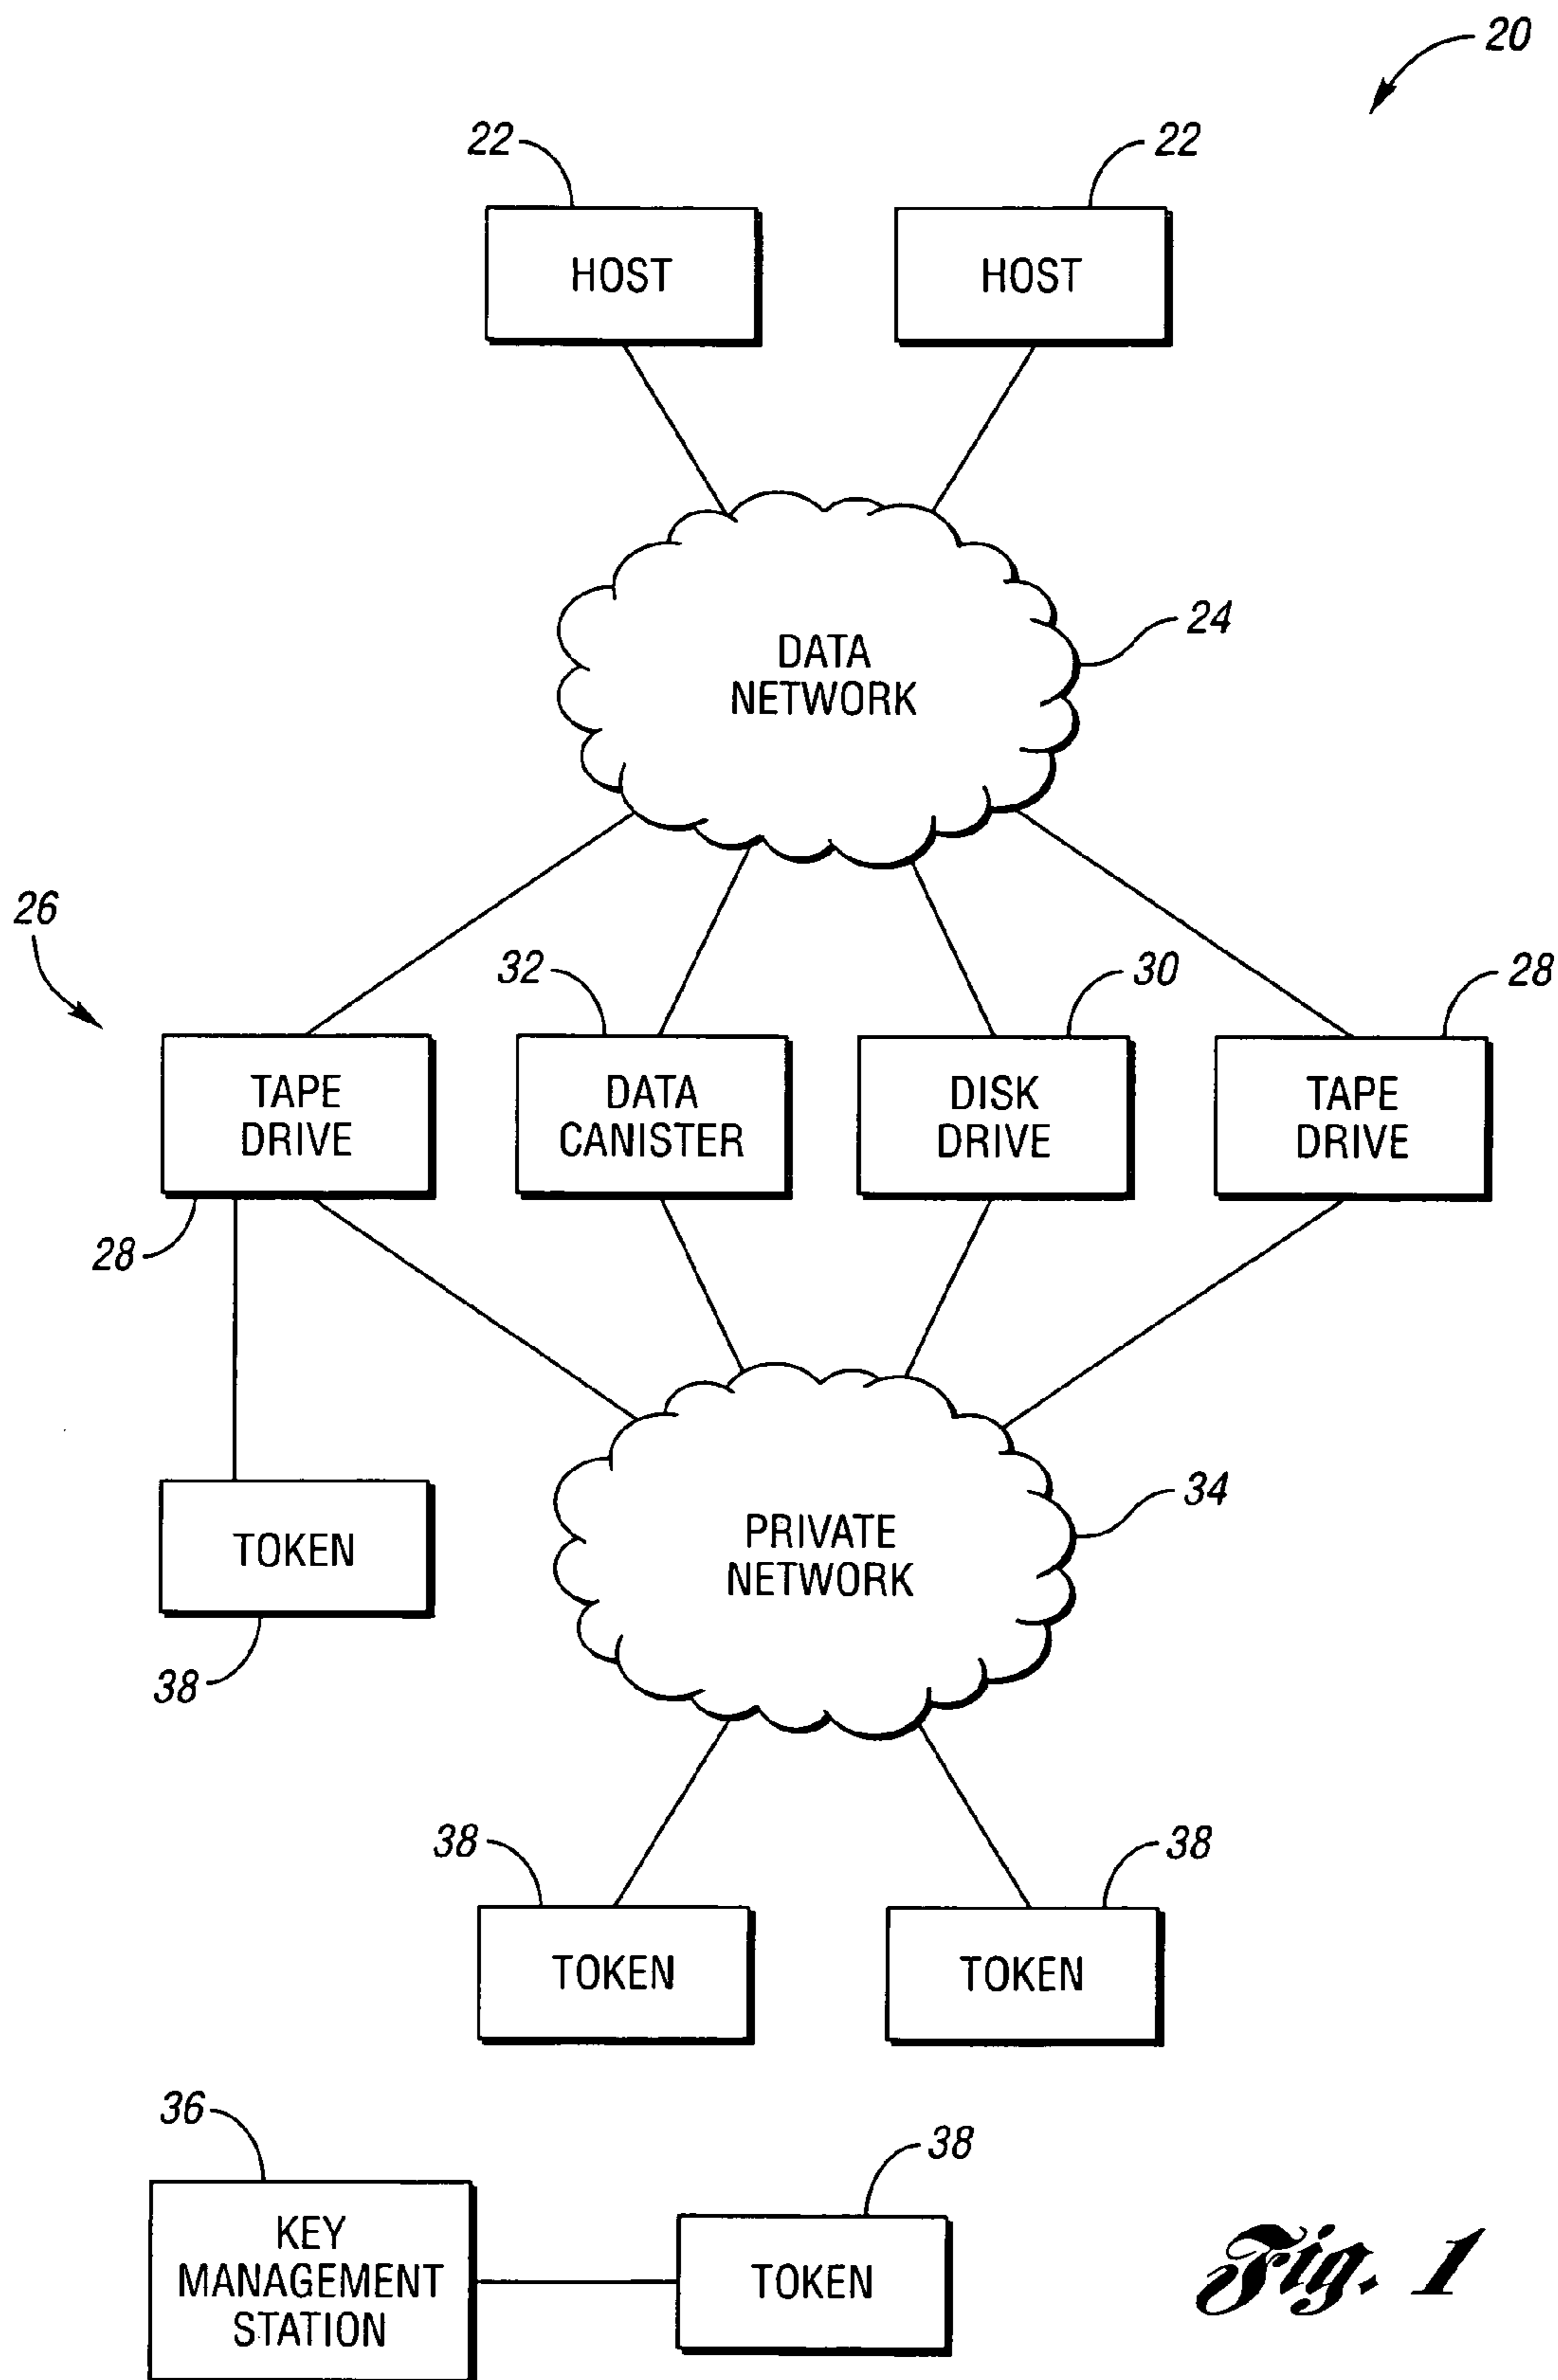 20
22
22
HOST
HOST
DATA
NETWORK
24
26
32
30
28
TAPE
DRIVE
DATA
CANISTER
DISK
DRIVE
TAPE
DRIVE
28
PRIVATE
NETWORK
34
TOKEN
38
38
38
TOKEN
TOKEN
36
38
KEY
MANAGEMENT
STATION
TOKEN
Fig. 1